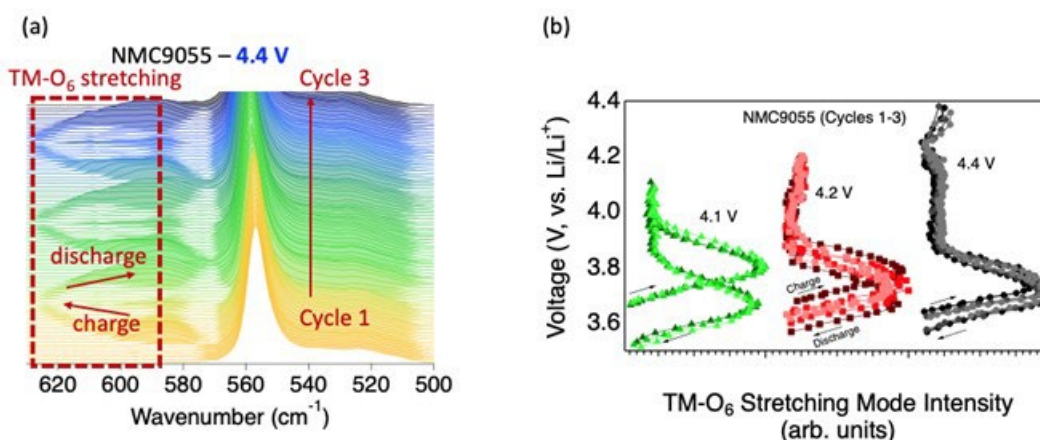 (a)
NMC9055 – 4.4 V
TM-O₆ stretching
Cycle 3
discharge
charge
Cycle 1
620 600 580 560 540 520 500
Wavenumber (cm⁻¹)
(b)
4.4
4.2
4.0
3.8
3.6
Voltage (V, vs. Li/Li⁺)
NMC9055 (Cycles 1-3)
4.1 V
4.2 V
4.4 V
Charge
Discharge
TM-O₆ Stretching Mode Intensity
(arb. units)